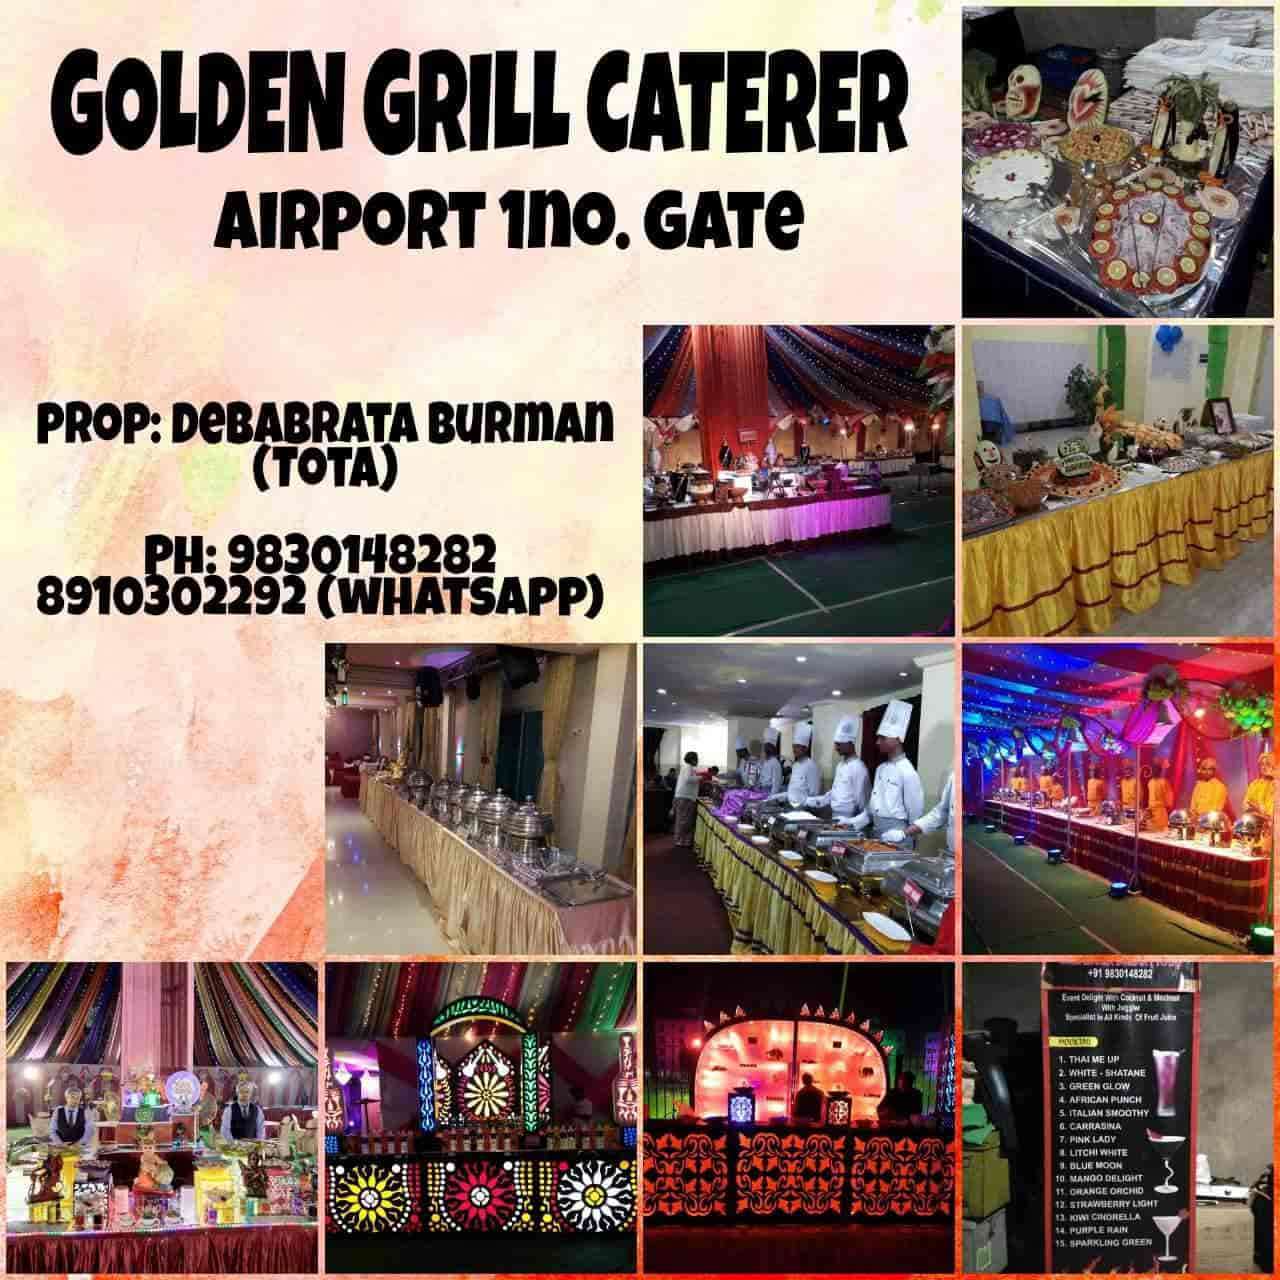 GOLDEN GRILL CATERER
AIRPORT 1NO. GATE
PROP: DEBABRATA BURMAN
(TOTA)
PH: 9830148282
8910302292 (WHATSAPP)
+91 9830148282
Event Delight With Cocktail & Mocktail
With Juggler
Specialist In All Kinds Of Fruit Juice
MOCKTAIL
1. THAI ME UP
2. WHITE - SHATANE
3. GREEN GLOW
4. AFRICAN PUNCH
5. ITALIAN SMOOTHY
6. CARRASINA
7. PINK LADY
8. LITCHI WHITE
9. BLUE MOON
10. MANGO DELIGHT
11. ORANGE ORCHID
12. STRAWBERRY LIGHT
13. KIWI CINDRELLA
14. PURPLE RAIN
15. SPARKLING GREEN